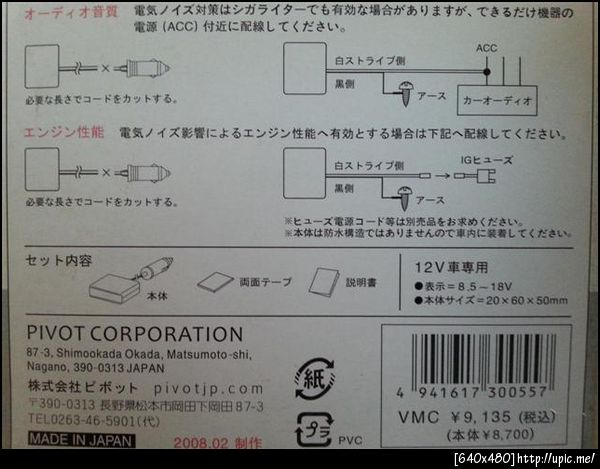 オーディオ音質 電気ノイズ対策はシガライターでも有効な場合がありますが、できるだけ機器の
電源(ACC)付近に配線してください。
ACC
白ストライプ側
黒側
アース
カーオーディオ
必要な長さでコードをカットする。
エンジン性能 電気ノイズ影響によるエンジン性能へ有効とする場合は下記へ配線してください。
白ストライプ側
IGヒューズ
黒側
アース
必要な長さでコードをカットする。
※ヒューズ電源コード等は別売品をお求めください。
※本体は防水構造ではありませんので車内に装着してください。
セット内容
本体
両面テープ
説明書
12V車専用
●表示=8.5~18V
●本体サイズ=20×60×50mm
PIVOT CORPORATION
87-3, Shimookada Okada, Matsumoto-shi,
Nagano, 390-0313 JAPAN
株式会社ピボット pivotjp.com
〒390-0313 長野県松本市岡田下岡田87-3
TEL0263-46-5901(代)
MADE IN JAPAN 2008.02 制作
紙
プラ
PVC
4 941617 300557
VMC ¥9,135 (税込)
(本体¥8,700)
[640x480]http://upic.me/